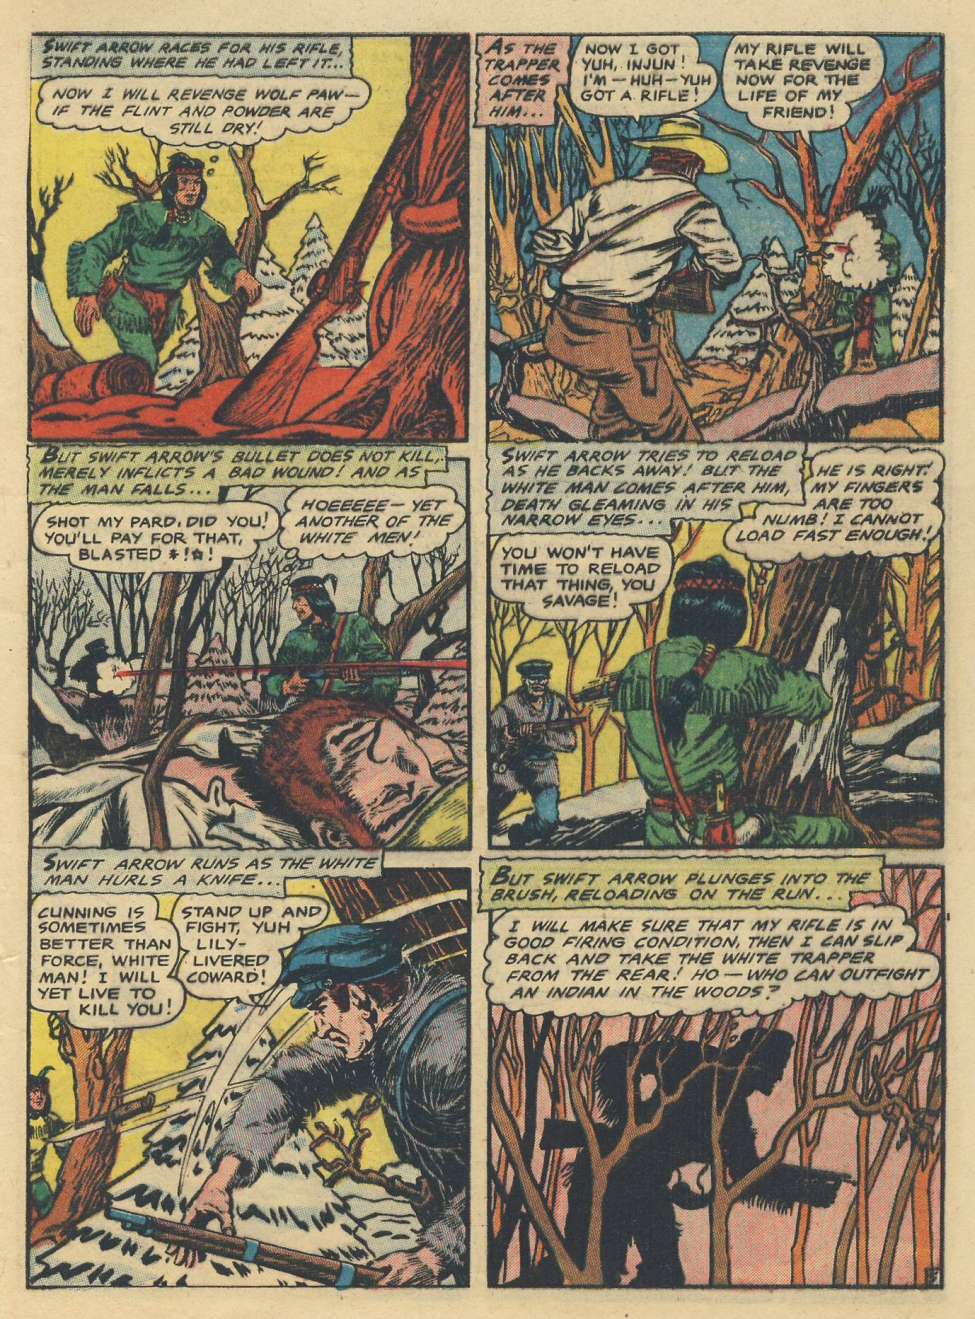 SWIFT ARROW RACES FOR HIS RIFLE,
STANDING WHERE HE HAD LEFT IT...
NOW I WILL REVENGE WOLF PAW—
IF THE FLINT AND POWDER ARE
STILL DRY!
AS THE
TRAPPER
COMES
AFTER
HIM...
NOW I GOT
YUH, INJUN!
I'M—HUH—YUH
GOT A RIFLE!
MY RIFLE WILL
TAKE REVENGE
NOW FOR THE
LIFE OF MY
FRIEND!
BUT SWIFT ARROW'S BULLET DOES NOT KILL,
MERELY INFLICTS A BAD WOUND! AND AS
THE MAN FALLS...
SHOT MY PARD, DID YOU!
YOU'LL PAY FOR THAT,
BLASTED *!☆!
HOEEEEE—YET
ANOTHER OF THE
WHITE MEN!
SWIFT ARROW TRIES TO RELOAD
AS HE BACKS AWAY! BUT THE
WHITE MAN COMES AFTER HIM,
DEATH GLEAMING IN HIS
NARROW EYES...
HE IS RIGHT!
MY FINGERS
ARE TOO
NUMB! I CANNOT
LOAD FAST ENOUGH!
YOU WON'T HAVE
TIME TO RELOAD
THAT THING, YOU
SAVAGE!
SWIFT ARROW RUNS AS THE WHITE
MAN HURLS A KNIFE...
CUNNING IS
SOMETIMES
BETTER THAN
FORCE, WHITE
MAN! I WILL
YET LIVE TO
KILL YOU!
STAND UP AND
FIGHT, YUH
LILY-
LIVERED
COWARD!
BUT SWIFT ARROW PLUNGES INTO THE
BRUSH, RELOADING ON THE RUN...
I WILL MAKE SURE THAT MY RIFLE IS IN
GOOD FIRING CONDITION, THEN I CAN SLIP
BACK AND TAKE THE WHITE TRAPPER
FROM THE REAR! HO—WHO CAN OUTFIGHT
AN INDIAN IN THE WOODS?